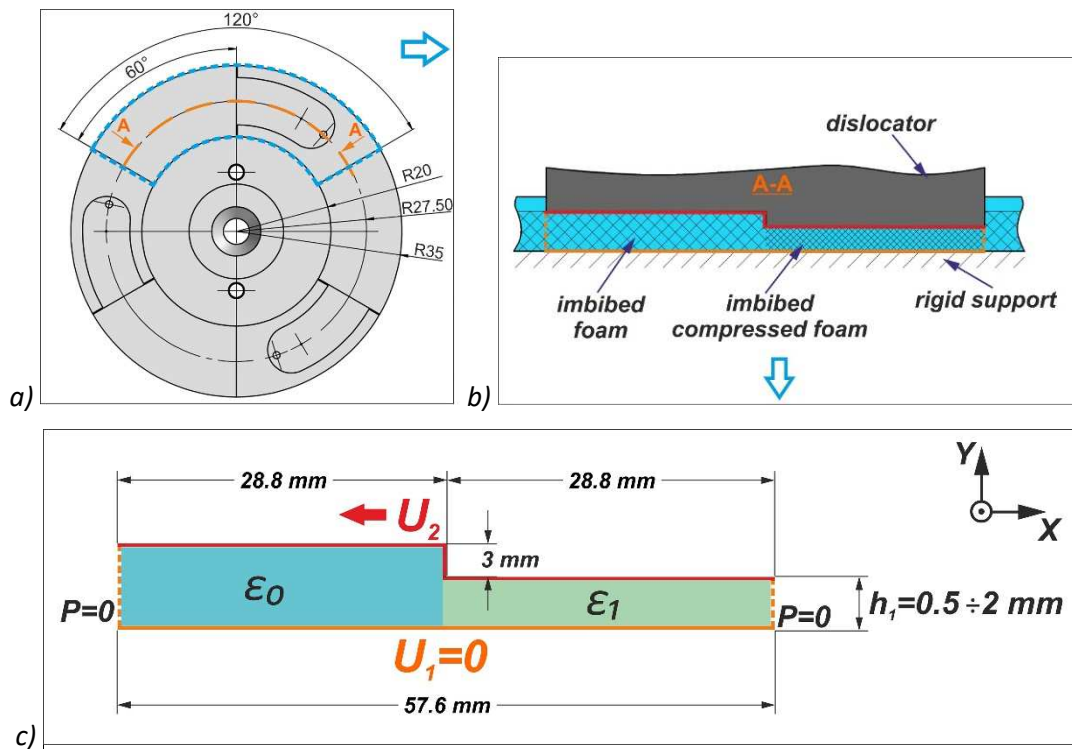 120°
60°
A
A
R20
R27.50
R35
a)
dislocator
A-A
imbibed
foam
imbibed
compressed foam
rigid support
b)
28.8 mm
28.8 mm
U₂
3 mm
Y
X
ε₀
ε₁
P=0
P=0
h₁=0.5÷2 mm
U₁=0
57.6 mm
c)